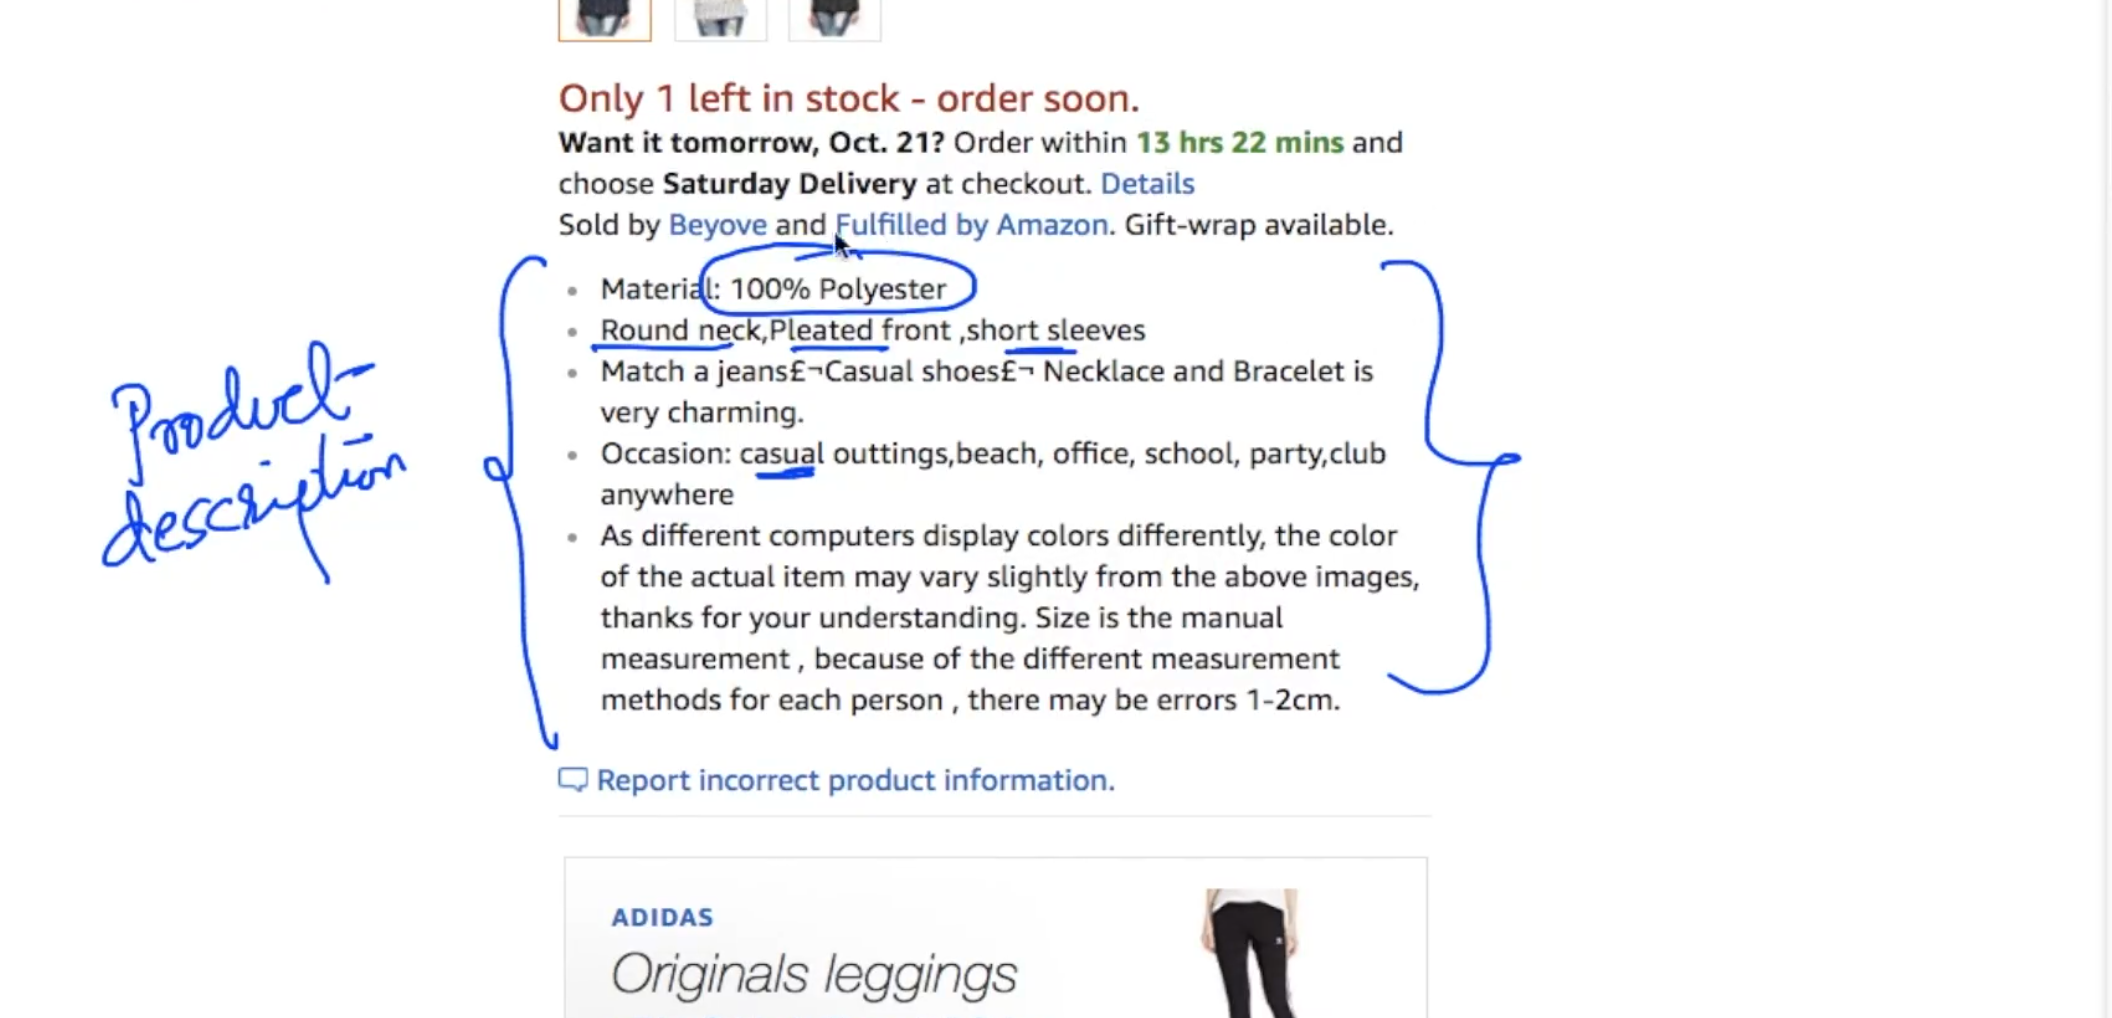 Only 1 left in stock - order soon.
Want it tomorrow, Oct. 21? Order within 13 hrs 22 mins and
choose Saturday Delivery at checkout. Details
Sold by Beyove and Fulfilled by Amazon. Gift-wrap available.
Material: 100% Polyester
Round neck,Pleated front ,short sleeves
Match a jeans£¬Casual shoes£¬ Necklace and Bracelet is
very charming.
Occasion: casual outtings,beach, office, school, party,club
anywhere
As different computers display colors differently, the color
of the actual item may vary slightly from the above images,
thanks for your understanding. Size is the manual
measurement , because of the different measurement
methods for each person , there may be errors 1-2cm.
Product
description
Report incorrect product information.
ADIDAS
Originals leggings